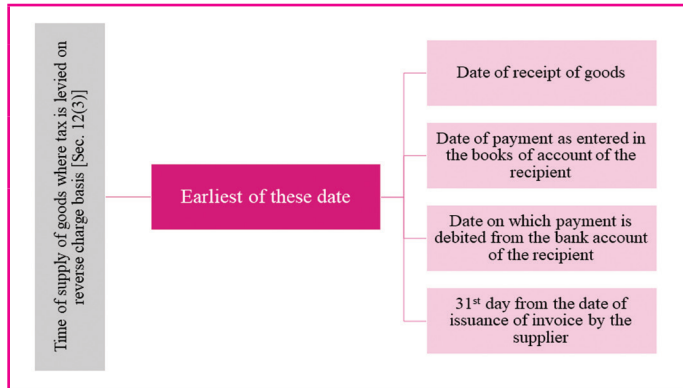 Time of supply of goods where tax is levied on
reverse charge basis [Sec. 12(3)]
Earliest of these date
Date of receipt of goods
Date of payment as entered in
the books of account of the
recipient
Date on which payment is
debited from the bank account
of the recipient
31st day from the date of
issuance of invoice by the
supplier